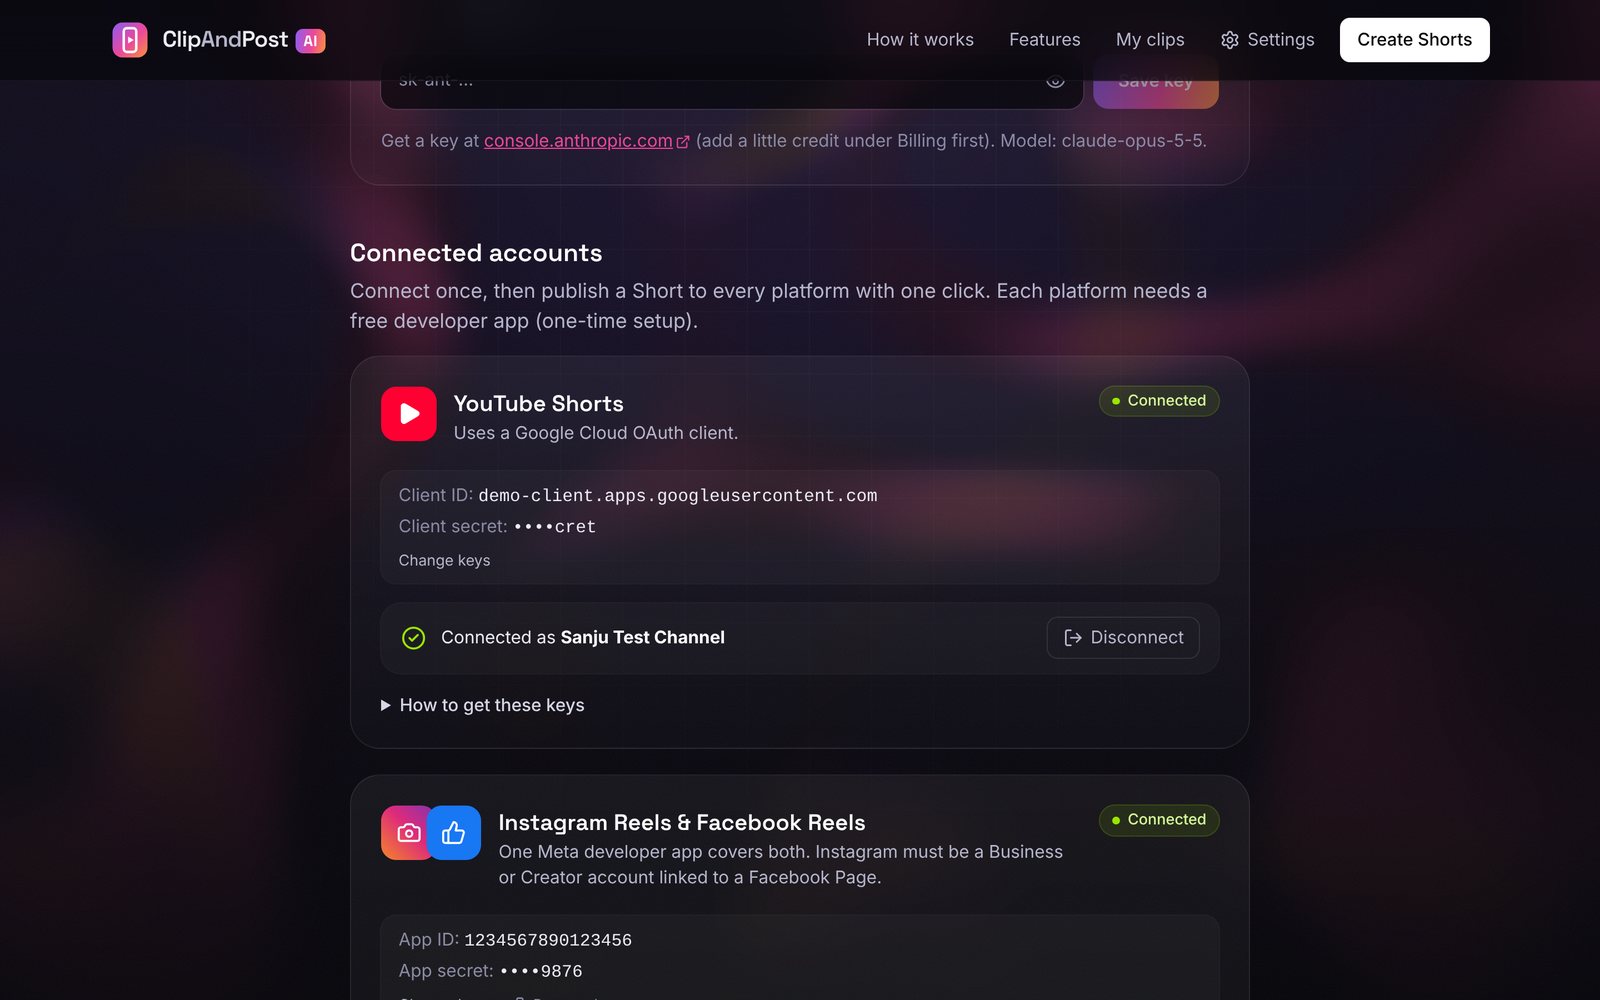 ClipAndPost AI
How it works
Features
My clips
Settings
Create Shorts
sk-ant-...
Save key
Get a key at console.anthropic.com (add a little credit under Billing first). Model: claude-opus-5-5.
Connected accounts
Connect once, then publish a Short to every platform with one click. Each platform needs a
free developer app (one-time setup).
YouTube Shorts
Connected
Uses a Google Cloud OAuth client.
Client ID: demo-client.apps.googleusercontent.com
Client secret: ••••cret
Change keys
Connected as Sanju Test Channel
Disconnect
How to get these keys
Instagram Reels & Facebook Reels
Connected
One Meta developer app covers both. Instagram must be a Business
or Creator account linked to a Facebook Page.
App ID: 1234567890123456
App secret: ••••9876